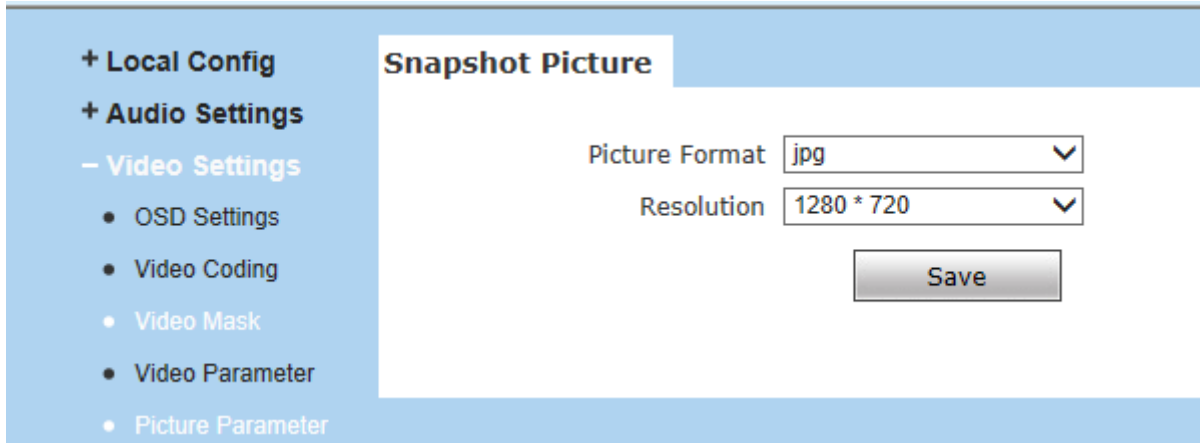 + Local Config
+ Audio Settings
– Video Settings
• OSD Settings
• Video Coding
• Video Mask
• Video Parameter
• Picture Parameter
Snapshot Picture
Picture Format jpg
Resolution 1280 * 720
Save